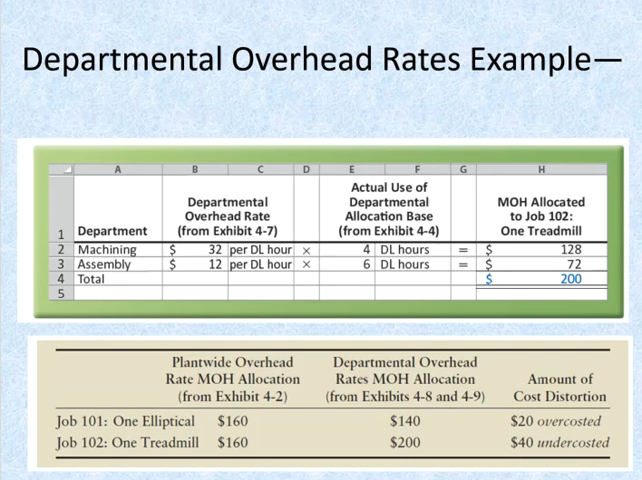 Departmental Overhead Rates Example—
A B C D E F G H
1 Department Departmental Overhead Rate (from Exhibit 4-7) Actual Use of Departmental Allocation Base (from Exhibit 4-4) MOH Allocated to Job 102: One Treadmill
2 Machining $ 32 per DL hour × 4 DL hours = $ 128
3 Assembly $ 12 per DL hour × 6 DL hours = $ 72
4 Total $ 200
5
Plantwide Overhead Rate MOH Allocation (from Exhibit 4-2) Departmental Overhead Rates MOH Allocation (from Exhibits 4-8 and 4-9) Amount of Cost Distortion
Job 101: One Elliptical $160 $140 $20 overcosted
Job 102: One Treadmill $160 $200 $40 undercosted